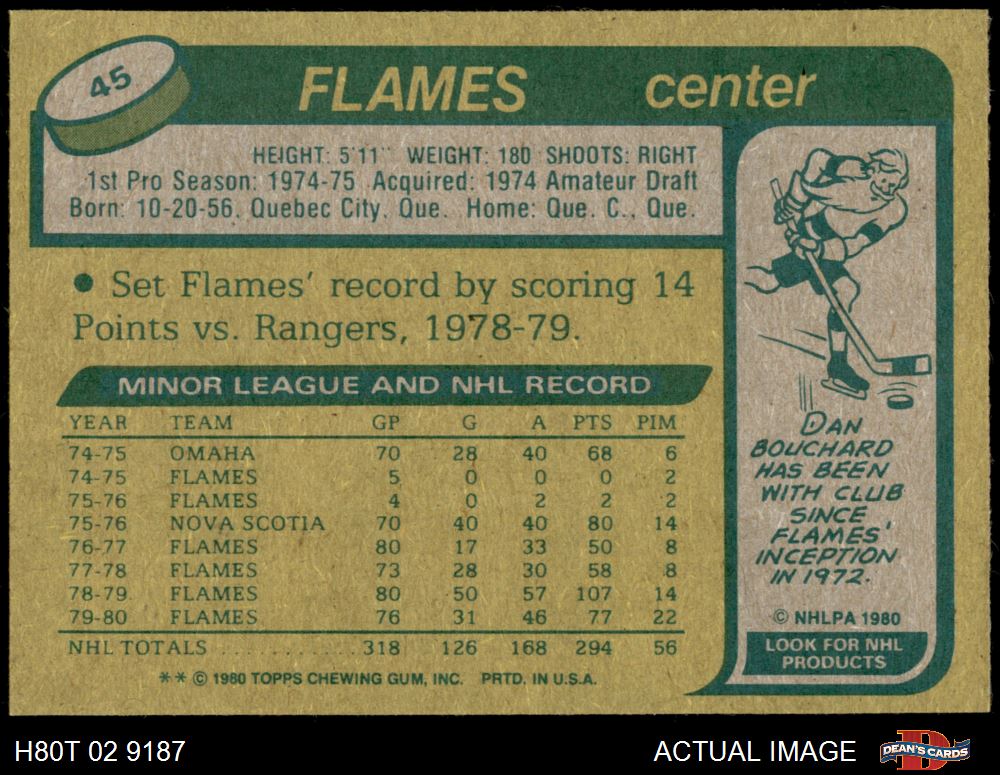 45
FLAMES center
HEIGHT: 5'11" WEIGHT: 180 SHOOTS: RIGHT
1st Pro Season: 1974-75 Acquired: 1974 Amateur Draft
Born: 10-20-56, Quebec City, Que. Home: Que. C., Que.
● Set Flames' record by scoring 14
Points vs. Rangers, 1978-79.
MINOR LEAGUE AND NHL RECORD
YEAR TEAM GP G A PTS PIM
74-75 OMAHA 70 28 40 68 6
74-75 FLAMES 5 0 0 0 2
75-76 FLAMES 4 0 2 2 2
75-76 NOVA SCOTIA 70 40 40 80 14
76-77 FLAMES 80 17 33 50 8
77-78 FLAMES 73 28 30 58 8
78-79 FLAMES 80 50 57 107 14
79-80 FLAMES 76 31 46 77 22
NHL TOTALS ........... 318 126 168 294 56
** © 1980 TOPPS CHEWING GUM, INC. PRTD. IN U.S.A.
DAN
BOUCHARD
HAS BEEN
WITH CLUB
SINCE
FLAMES'
INCEPTION
IN 1972.
© NHLPA 1980
LOOK FOR NHL
PRODUCTS
H80T 02 9187
ACTUAL IMAGE
DEAN'S CARDS